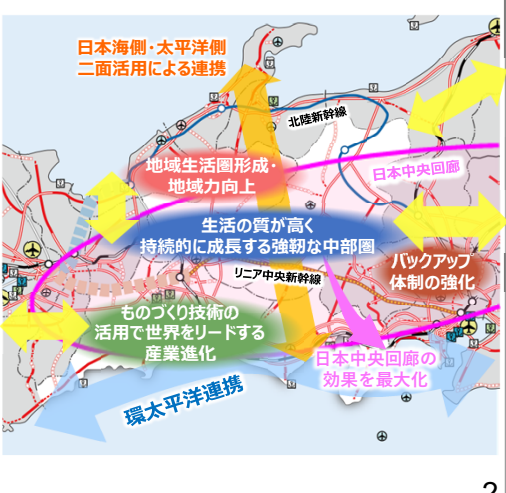 日本海側・太平洋側
二面活用による連携
北陸新幹線
地域生活圏形成・
地域力向上
日本中央回廊
生活の質が高く
持続的に成長する強靭な中部圏
バックアップ
体制の強化
リニア中央新幹線
ものづくり技術の
活用で世界をリードする
産業進化
日本中央回廊の
効果を最大化
環太平洋連携
2